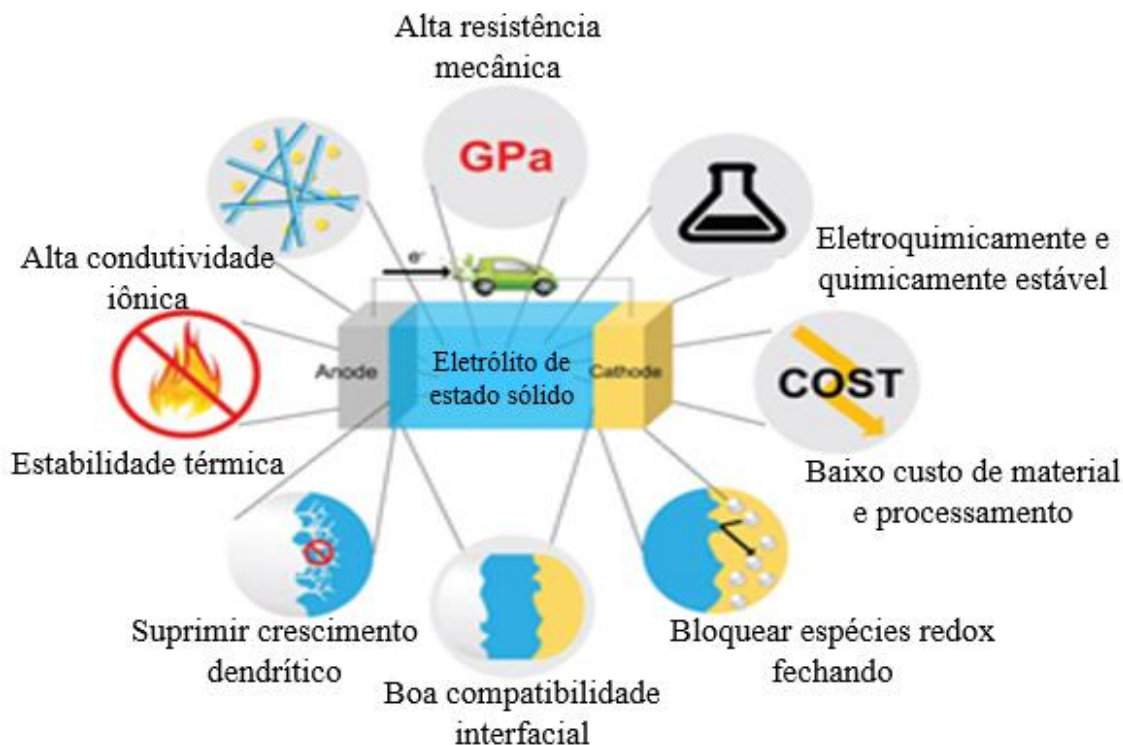 Alta resistência
mecânica
GPa
Eletroquimicamente e
quimicamente estável
Alta condutividade
iônica
e-
Anode
Eletrólito de
estado sólido
Cathode
COST
Estabilidade térmica
Baixo custo de material
e processamento
Suprimir crescimento
dendrítico
Boa compatibilidade
interfacial
Bloquear espécies redox
fechando